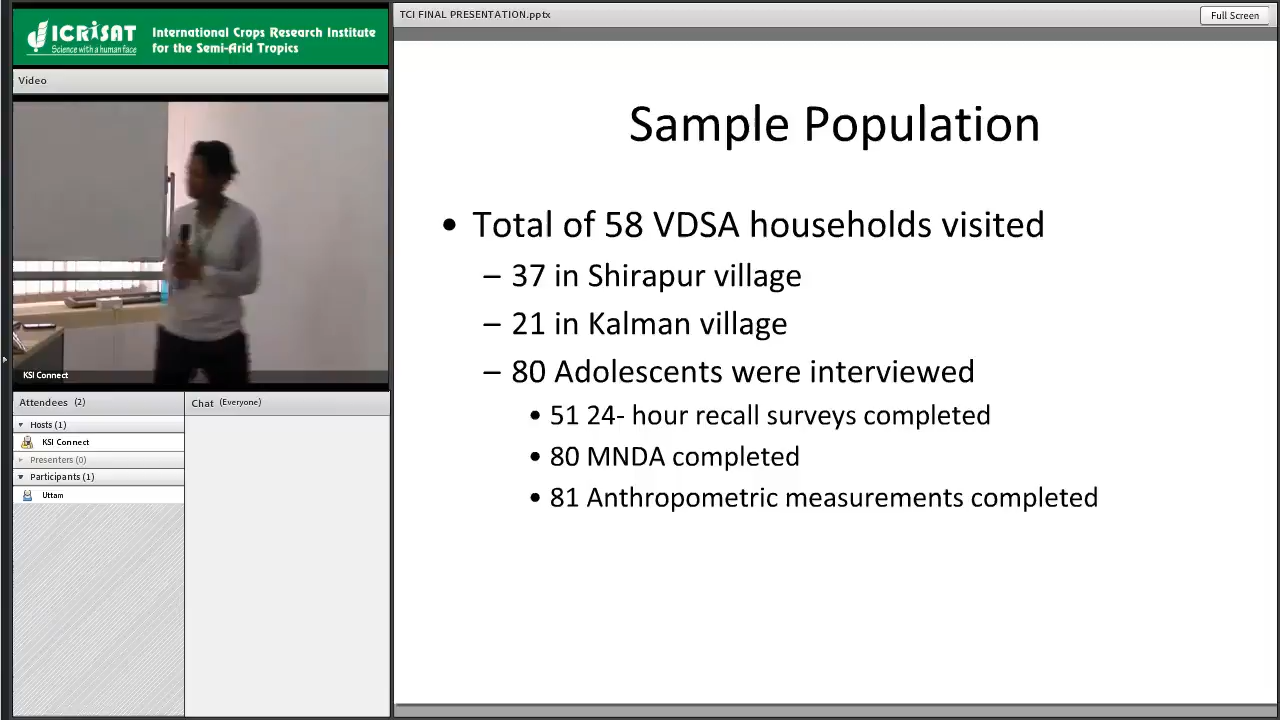 ICRISAT
Science with a human face
International Crops Research Institute
for the Semi-Arid Tropics
Video
KSI Connect
Attendees (2)
Hosts (1)
KSI Connect
Presenters (0)
Participants (1)
Uttam
Chat (Everyone)
TCI FINAL PRESENTATION.pptx
Full Screen
Sample Population
• Total of 58 VDSA households visited
– 37 in Shirapur village
– 21 in Kalman village
– 80 Adolescents were interviewed
• 51 24- hour recall surveys completed
• 80 MNDA completed
• 81 Anthropometric measurements completed